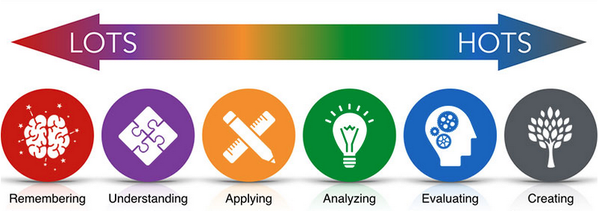 LOTS HOTS
Remembering Understanding Applying Analyzing Evaluating Creating